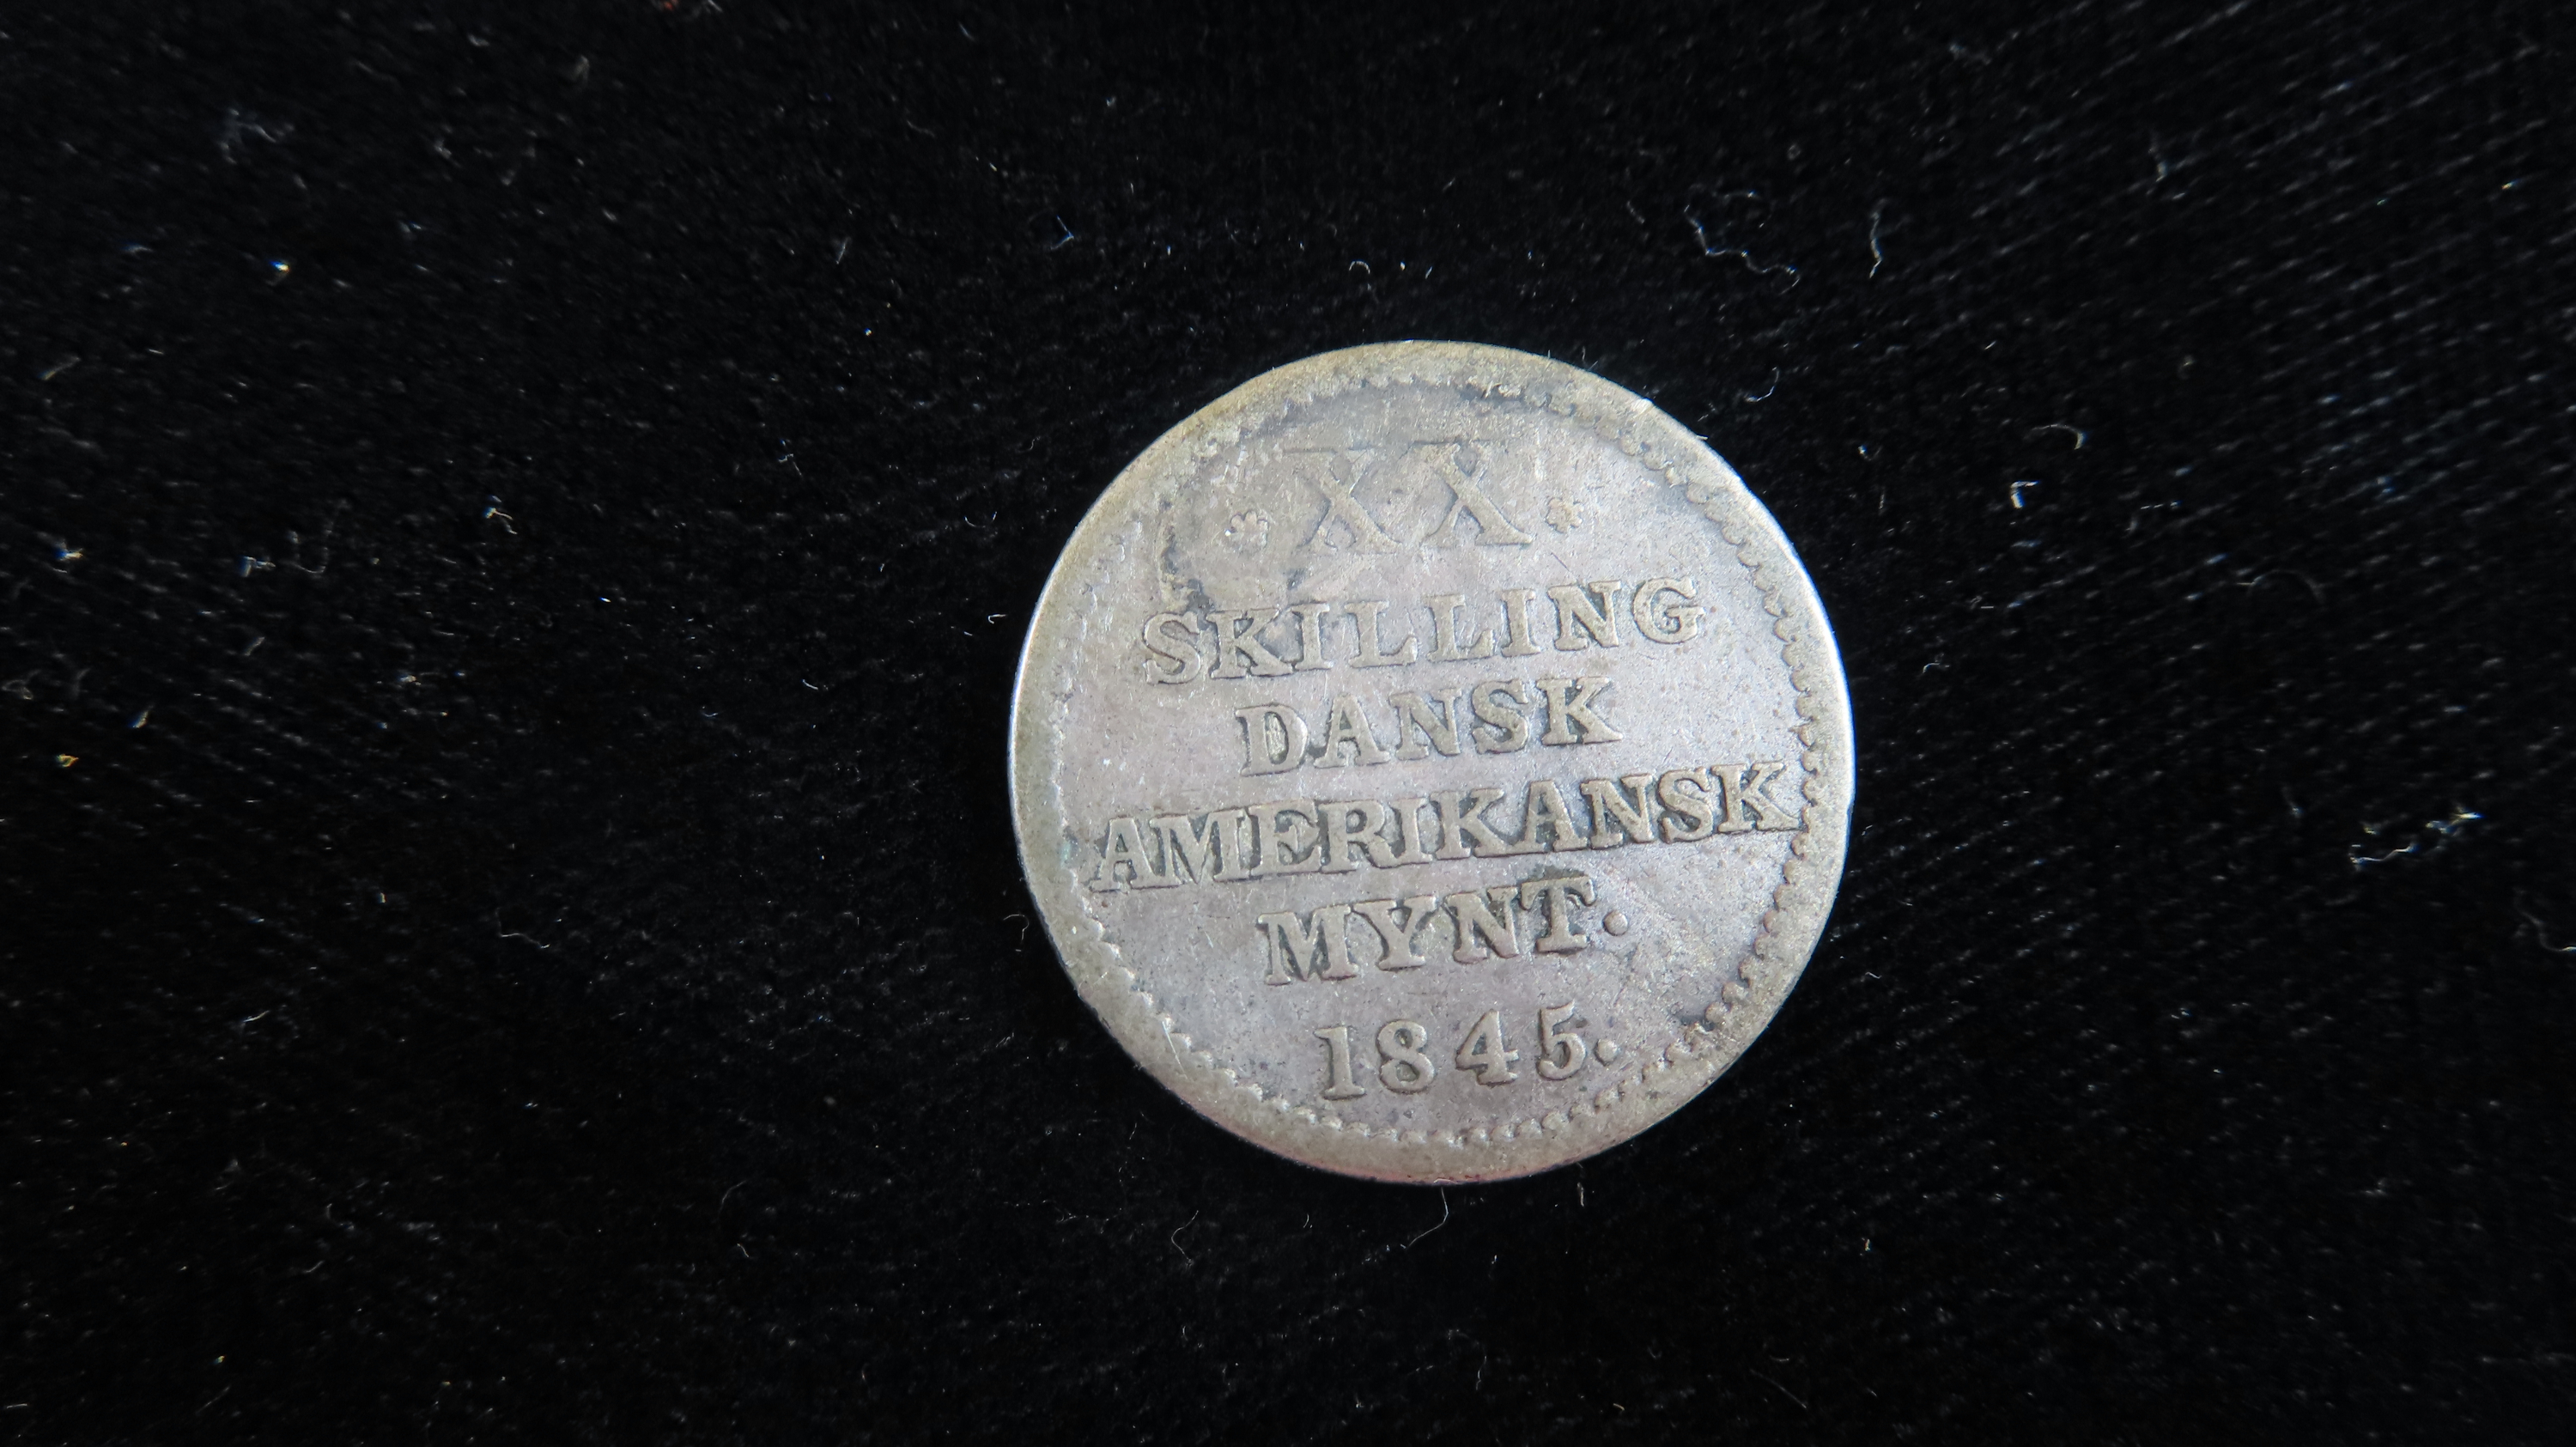 XX.
SKILLING
DANSK
AMERIKANSK
MYNT.
1845.